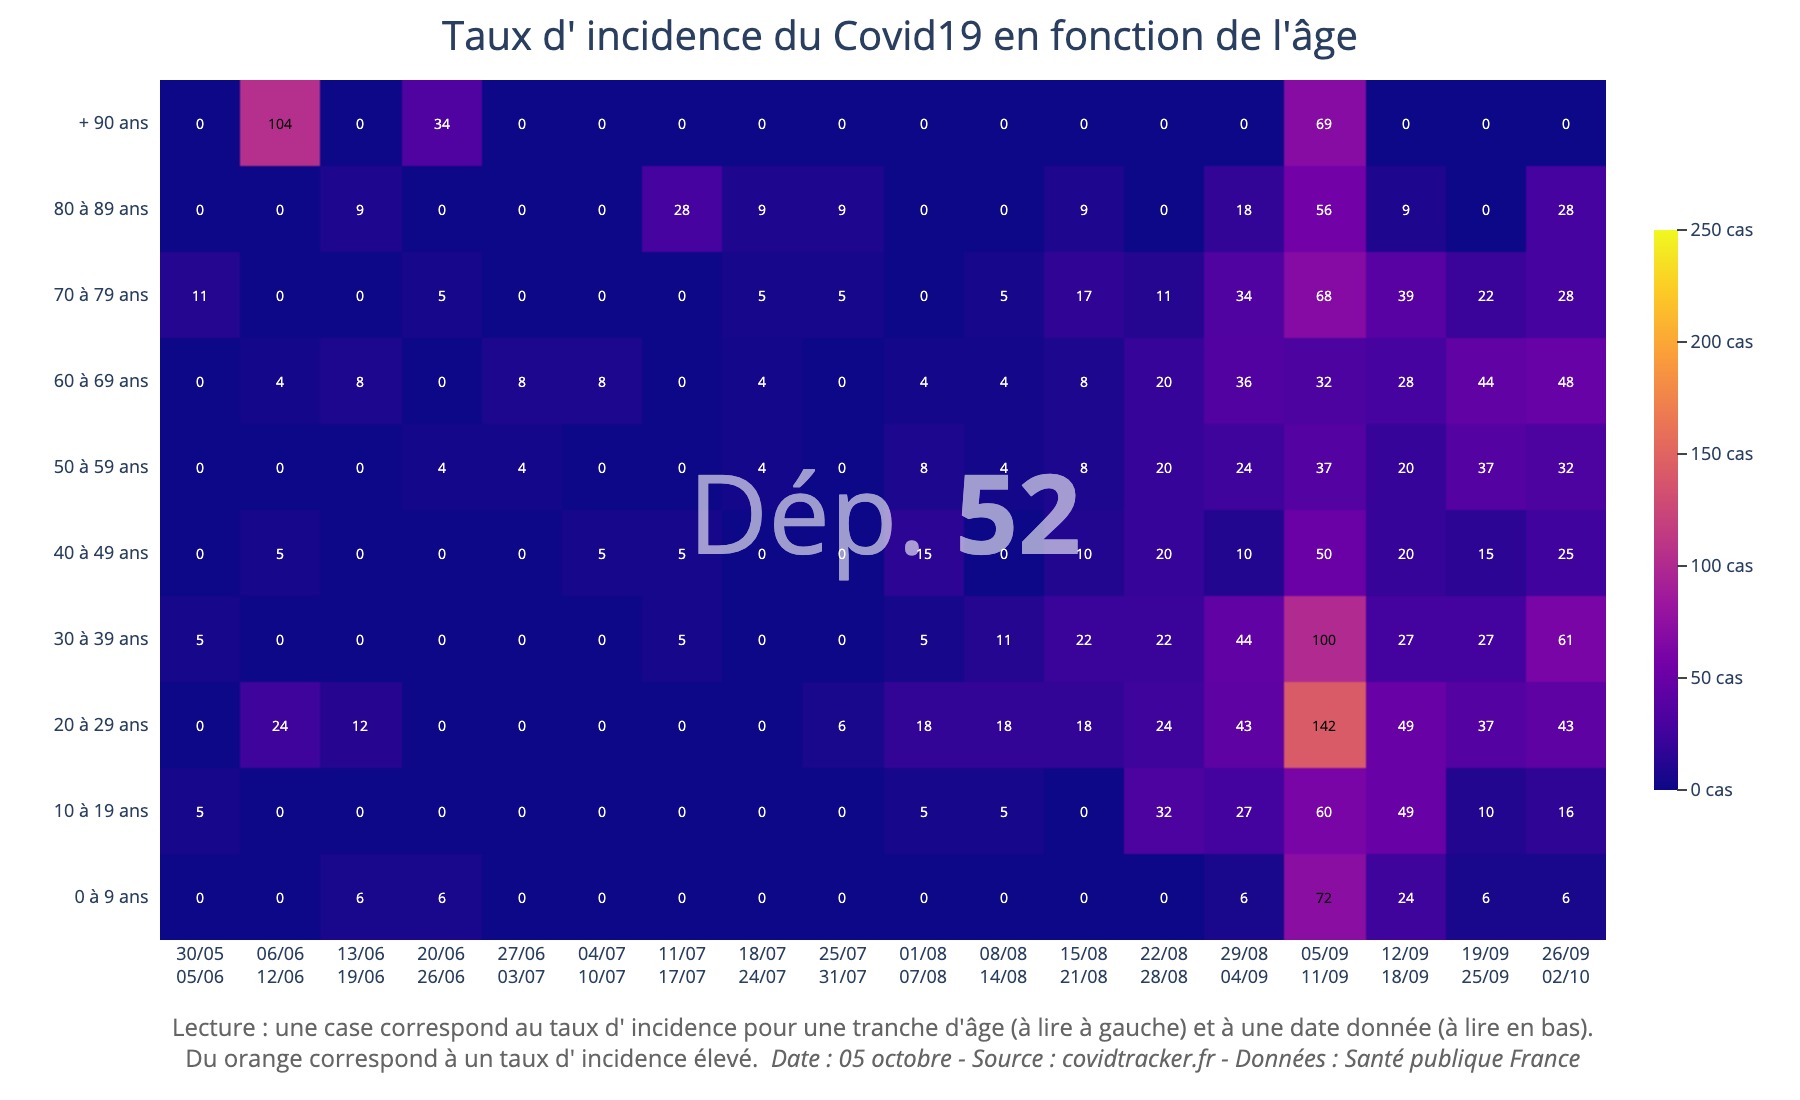 Taux d' incidence du Covid19 en fonction de l'âge
+ 90 ans 0 104 0 34 0 0 0 0 0 0 0 0 0 0 69 0 0 0
80 à 89 ans 0 0 9 0 0 0 28 9 9 0 0 9 0 18 56 9 0 28
70 à 79 ans 11 0 0 5 0 0 0 5 5 0 5 17 11 34 68 39 22 28
60 à 69 ans 0 4 8 0 8 8 0 4 0 4 4 8 20 36 32 28 44 48
50 à 59 ans 0 0 0 4 4 0 0 4 0 8 4 8 20 24 37 20 37 32
Dép. 52
40 à 49 ans 0 5 0 0 0 5 5 0 0 15 0 10 20 10 50 20 15 25
30 à 39 ans 5 0 0 0 0 0 5 0 0 5 11 22 22 44 100 27 27 61
20 à 29 ans 0 24 12 0 0 0 0 0 6 18 18 18 24 43 142 49 37 43
10 à 19 ans 5 0 0 0 0 0 0 0 0 5 5 0 32 27 60 49 10 16
0 à 9 ans 0 0 6 6 0 0 0 0 0 0 0 0 0 6 72 24 6 6
30/05 06/06 13/06 20/06 27/06 04/07 11/07 18/07 25/07 01/08 08/08 15/08 22/08 29/08 05/09 12/09 19/09 26/09
05/06 12/06 19/06 26/06 03/07 10/07 17/07 24/07 31/07 07/08 14/08 21/08 28/08 04/09 11/09 18/09 25/09 02/10
250 cas
200 cas
150 cas
100 cas
50 cas
0 cas
Lecture : une case correspond au taux d' incidence pour une tranche d'âge (à lire à gauche) et à une date donnée (à lire en bas).
Du orange correspond à un taux d' incidence élevé. Date : 05 octobre - Source : covidtracker.fr - Données : Santé publique France